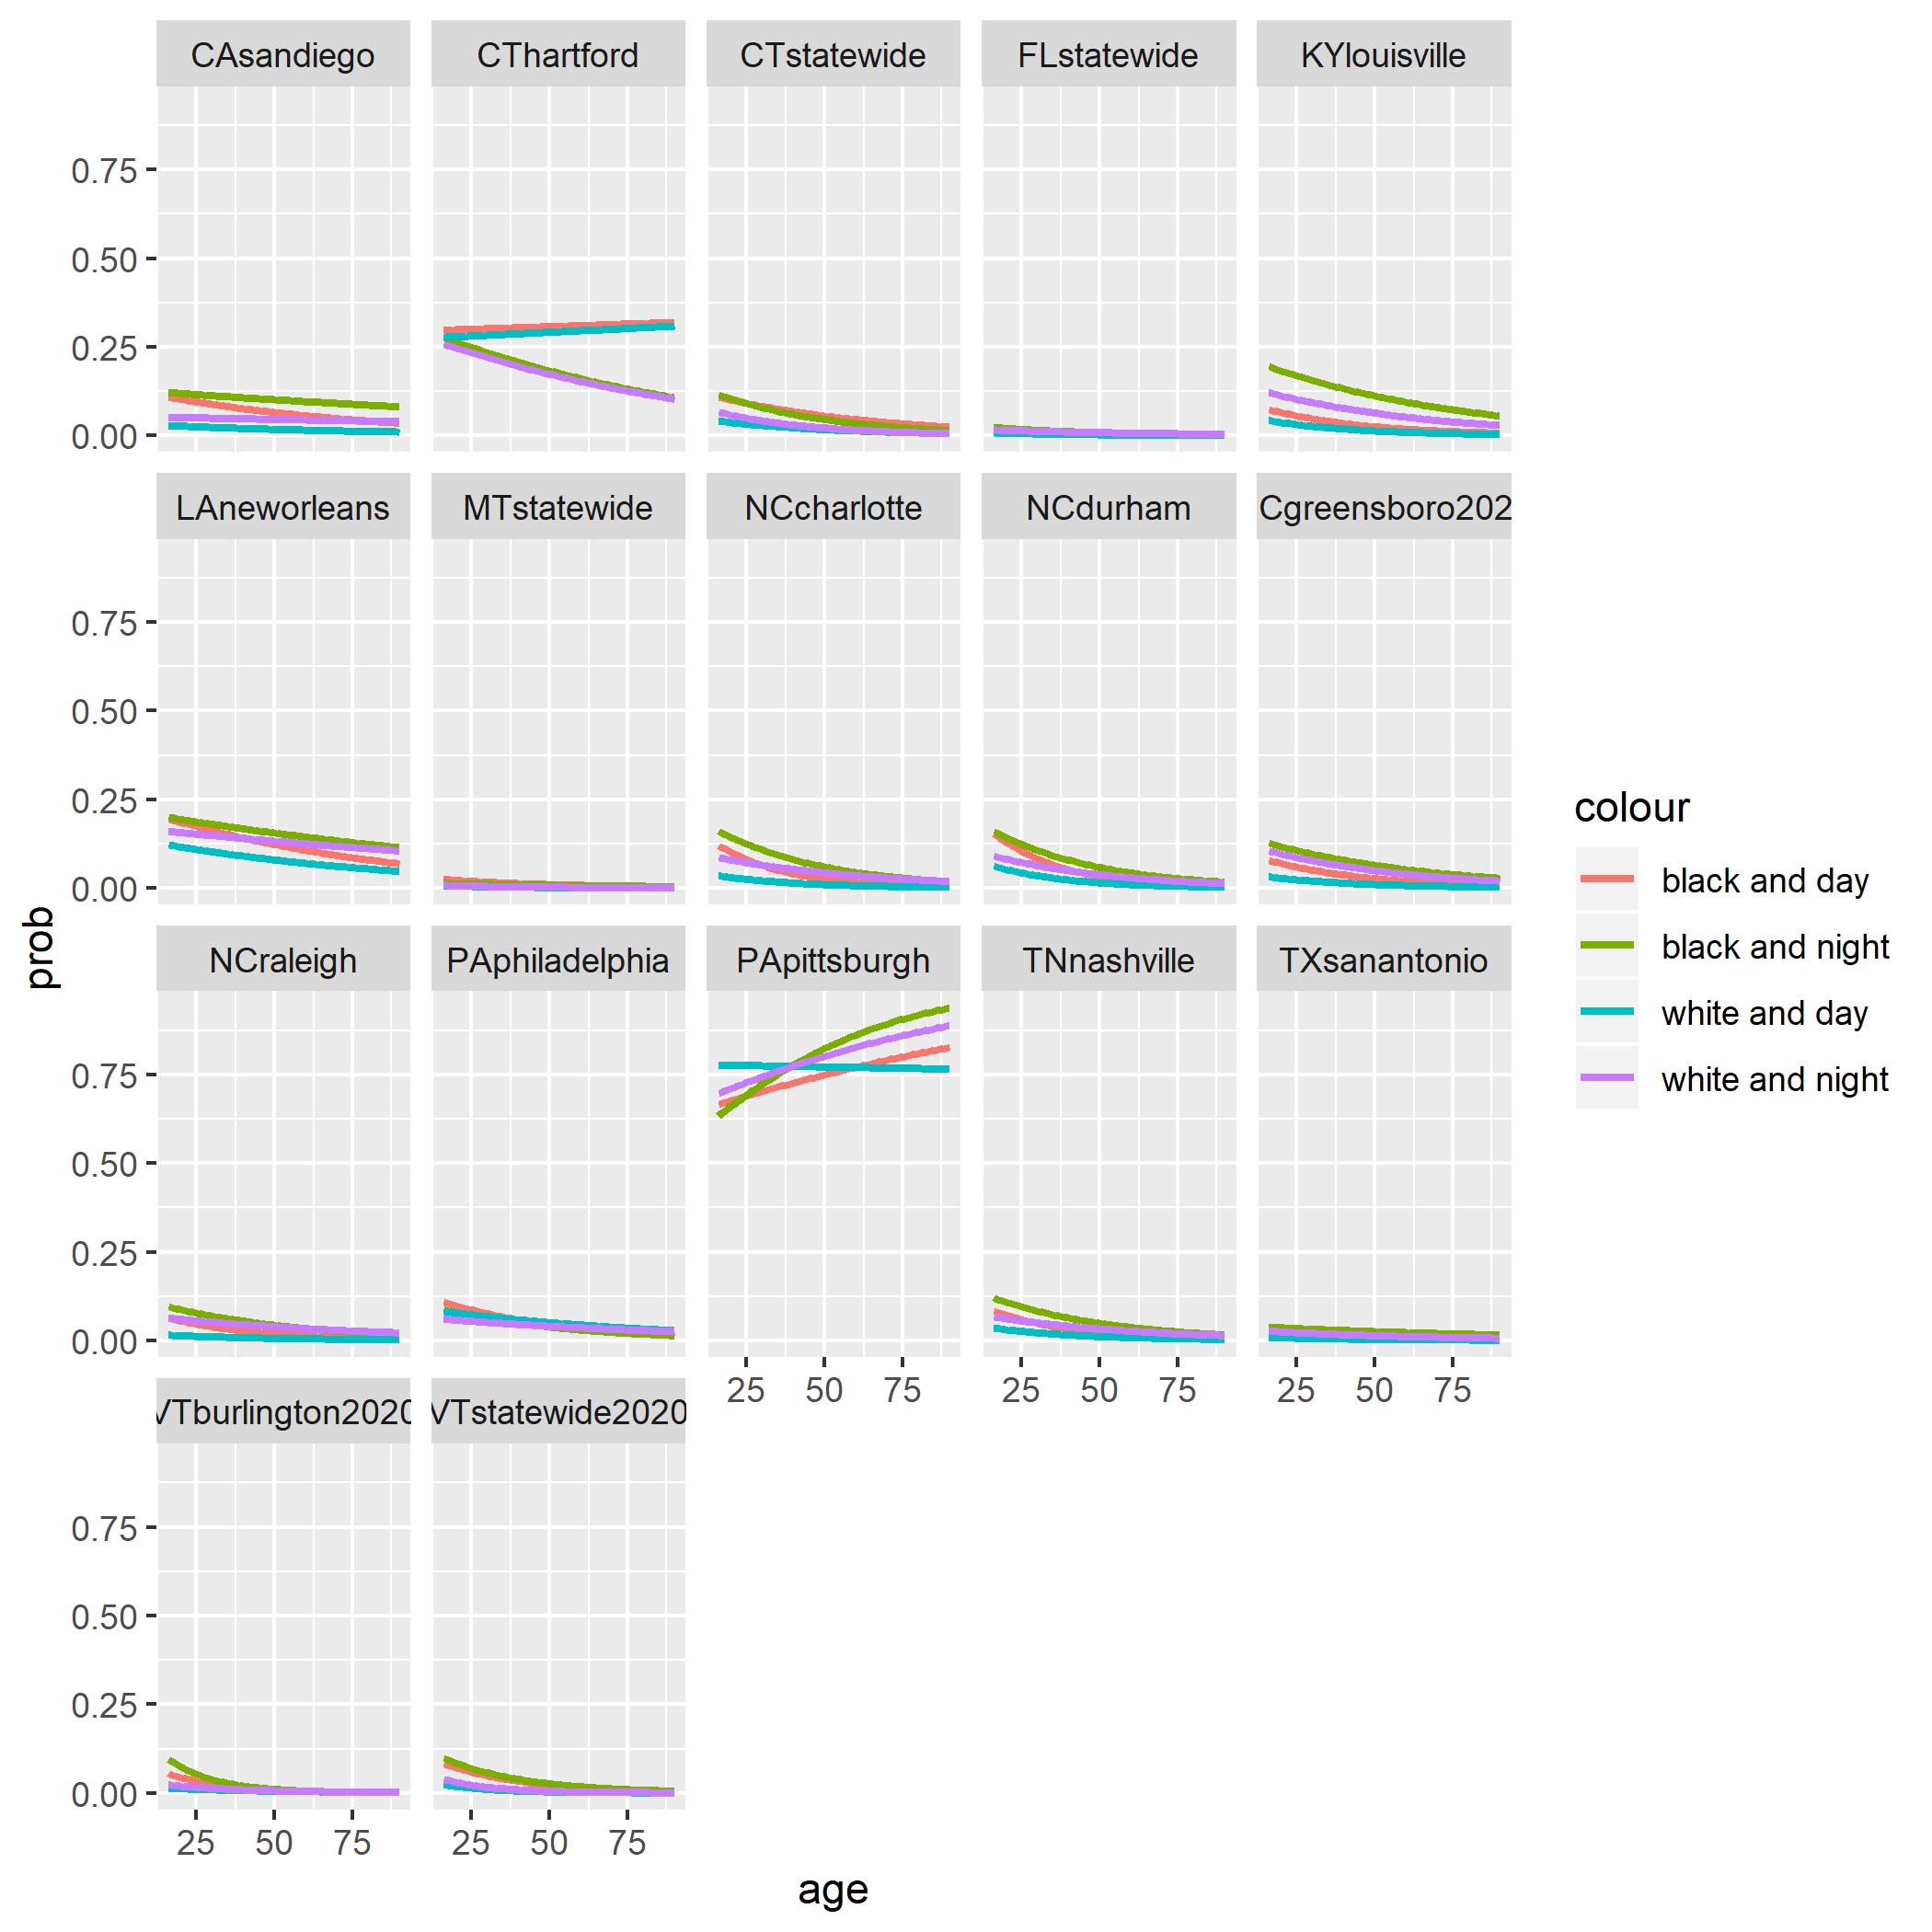 CAsandiego CThartford CTstatewide FLstatewide KYlouisville
0.75
0.50
0.25
0.00
LAneworleans MTstatewide NCcharlotte NCdurham Cgreensboro202
0.75
0.50
0.25
0.00
NCraleigh PAphiladelphia PApittsburgh TNnashville TXsanantonio
0.75
0.50
0.25
0.00
25 50 75 25 50 75 25 50 75
VTburlington2020 VTstatewide2020
0.75
0.50
0.25
0.00
25 50 75 25 50 75
age
prob
colour
black and day
black and night
white and day
white and night